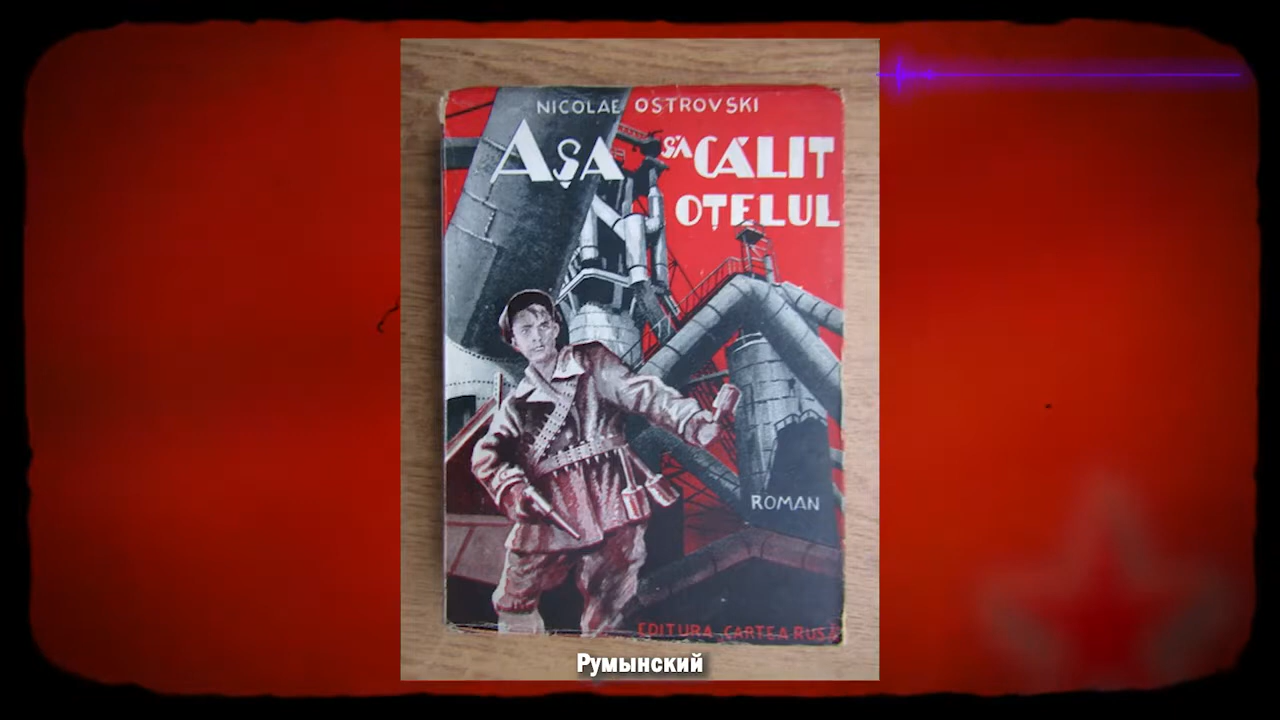 NICOLAE OSTROVSKI
AȘA S'A CĂLIT
OȚELUL
ROMAN
EDITURA CARTEA RUSĂ
Румынский